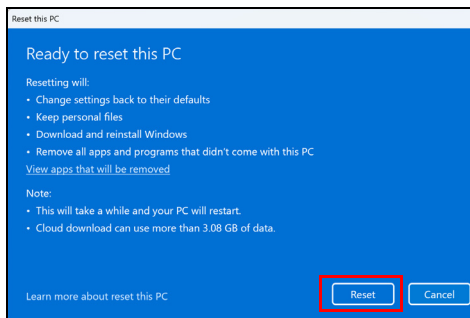 Reset this PC
Ready to reset this PC
Resetting will:
• Change settings back to their defaults
• Keep personal files
• Download and reinstall Windows
• Remove all apps and programs that didn't come with this PC
View apps that will be removed
Note:
• This will take a while and your PC will restart.
• Cloud download can use more than 3.08 GB of data.
Learn more about reset this PC
Reset
Cancel